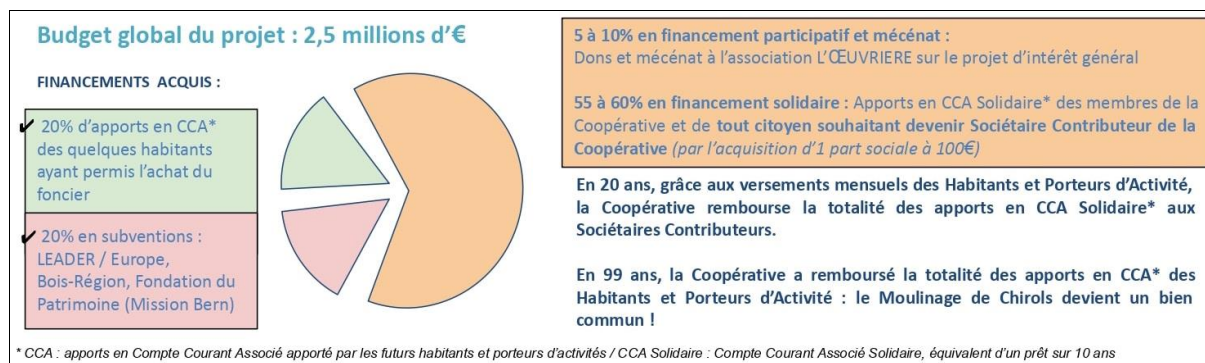 Budget global du projet : 2,5 millions d'€
FINANCEMENTS ACQUIS :
✔ 20% d'apports en CCA*
des quelques habitants
ayant permis l'achat du
foncier
✔ 20% en subventions :
LEADER / Europe,
Bois-Région, Fondation du
Patrimoine (Mission Bern)
5 à 10% en financement participatif et mécénat :
Dons et mécénat à l'association L'ŒUVRIERE sur le projet d'intérêt général
55 à 60% en financement solidaire : Apports en CCA Solidaire* des membres de la
Coopérative et de tout citoyen souhaitant devenir Sociétaire Contributeur de la
Coopérative (par l'acquisition d'1 part sociale à 100€)
En 20 ans, grâce aux versements mensuels des Habitants et Porteurs d'Activité,
la Coopérative rembourse la totalité des apports en CCA Solidaire* aux
Sociétaires Contributeurs.
En 99 ans, la Coopérative a remboursé la totalité des apports en CCA* des
Habitants et Porteurs d'Activité : le Moulinage de Chirols devient un bien
commun !
* CCA : apports en Compte Courant Associé apporté par les futurs habitants et porteurs d'activités / CCA Solidaire : Compte Courant Associé Solidaire, équivalent d'un prêt sur 10 ans